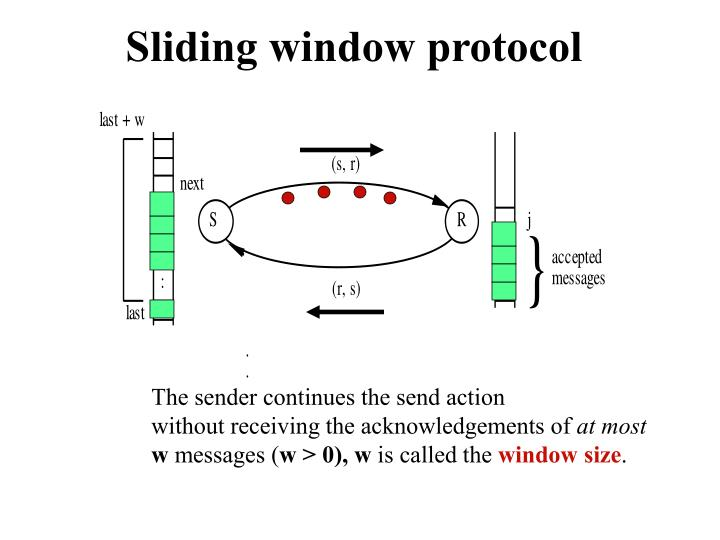 Sliding window protocol
last + w
(s, r)
next
S
R
j
accepted
messages
:
(r, s)
last
.
.
The sender continues the send action
without receiving the acknowledgements of at most
w messages (w > 0), w is called the window size.